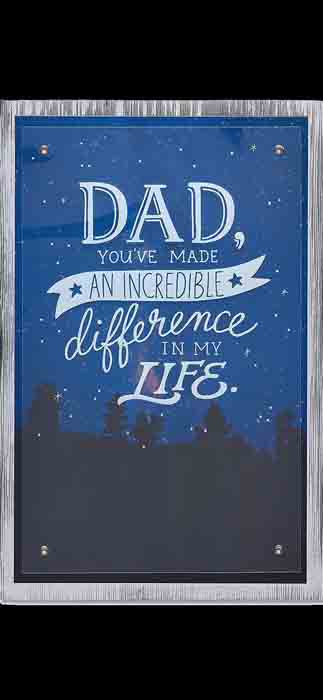 DAD,
YOU'VE MADE
AN INCREDIBLE
difference
IN MY
LIFE.